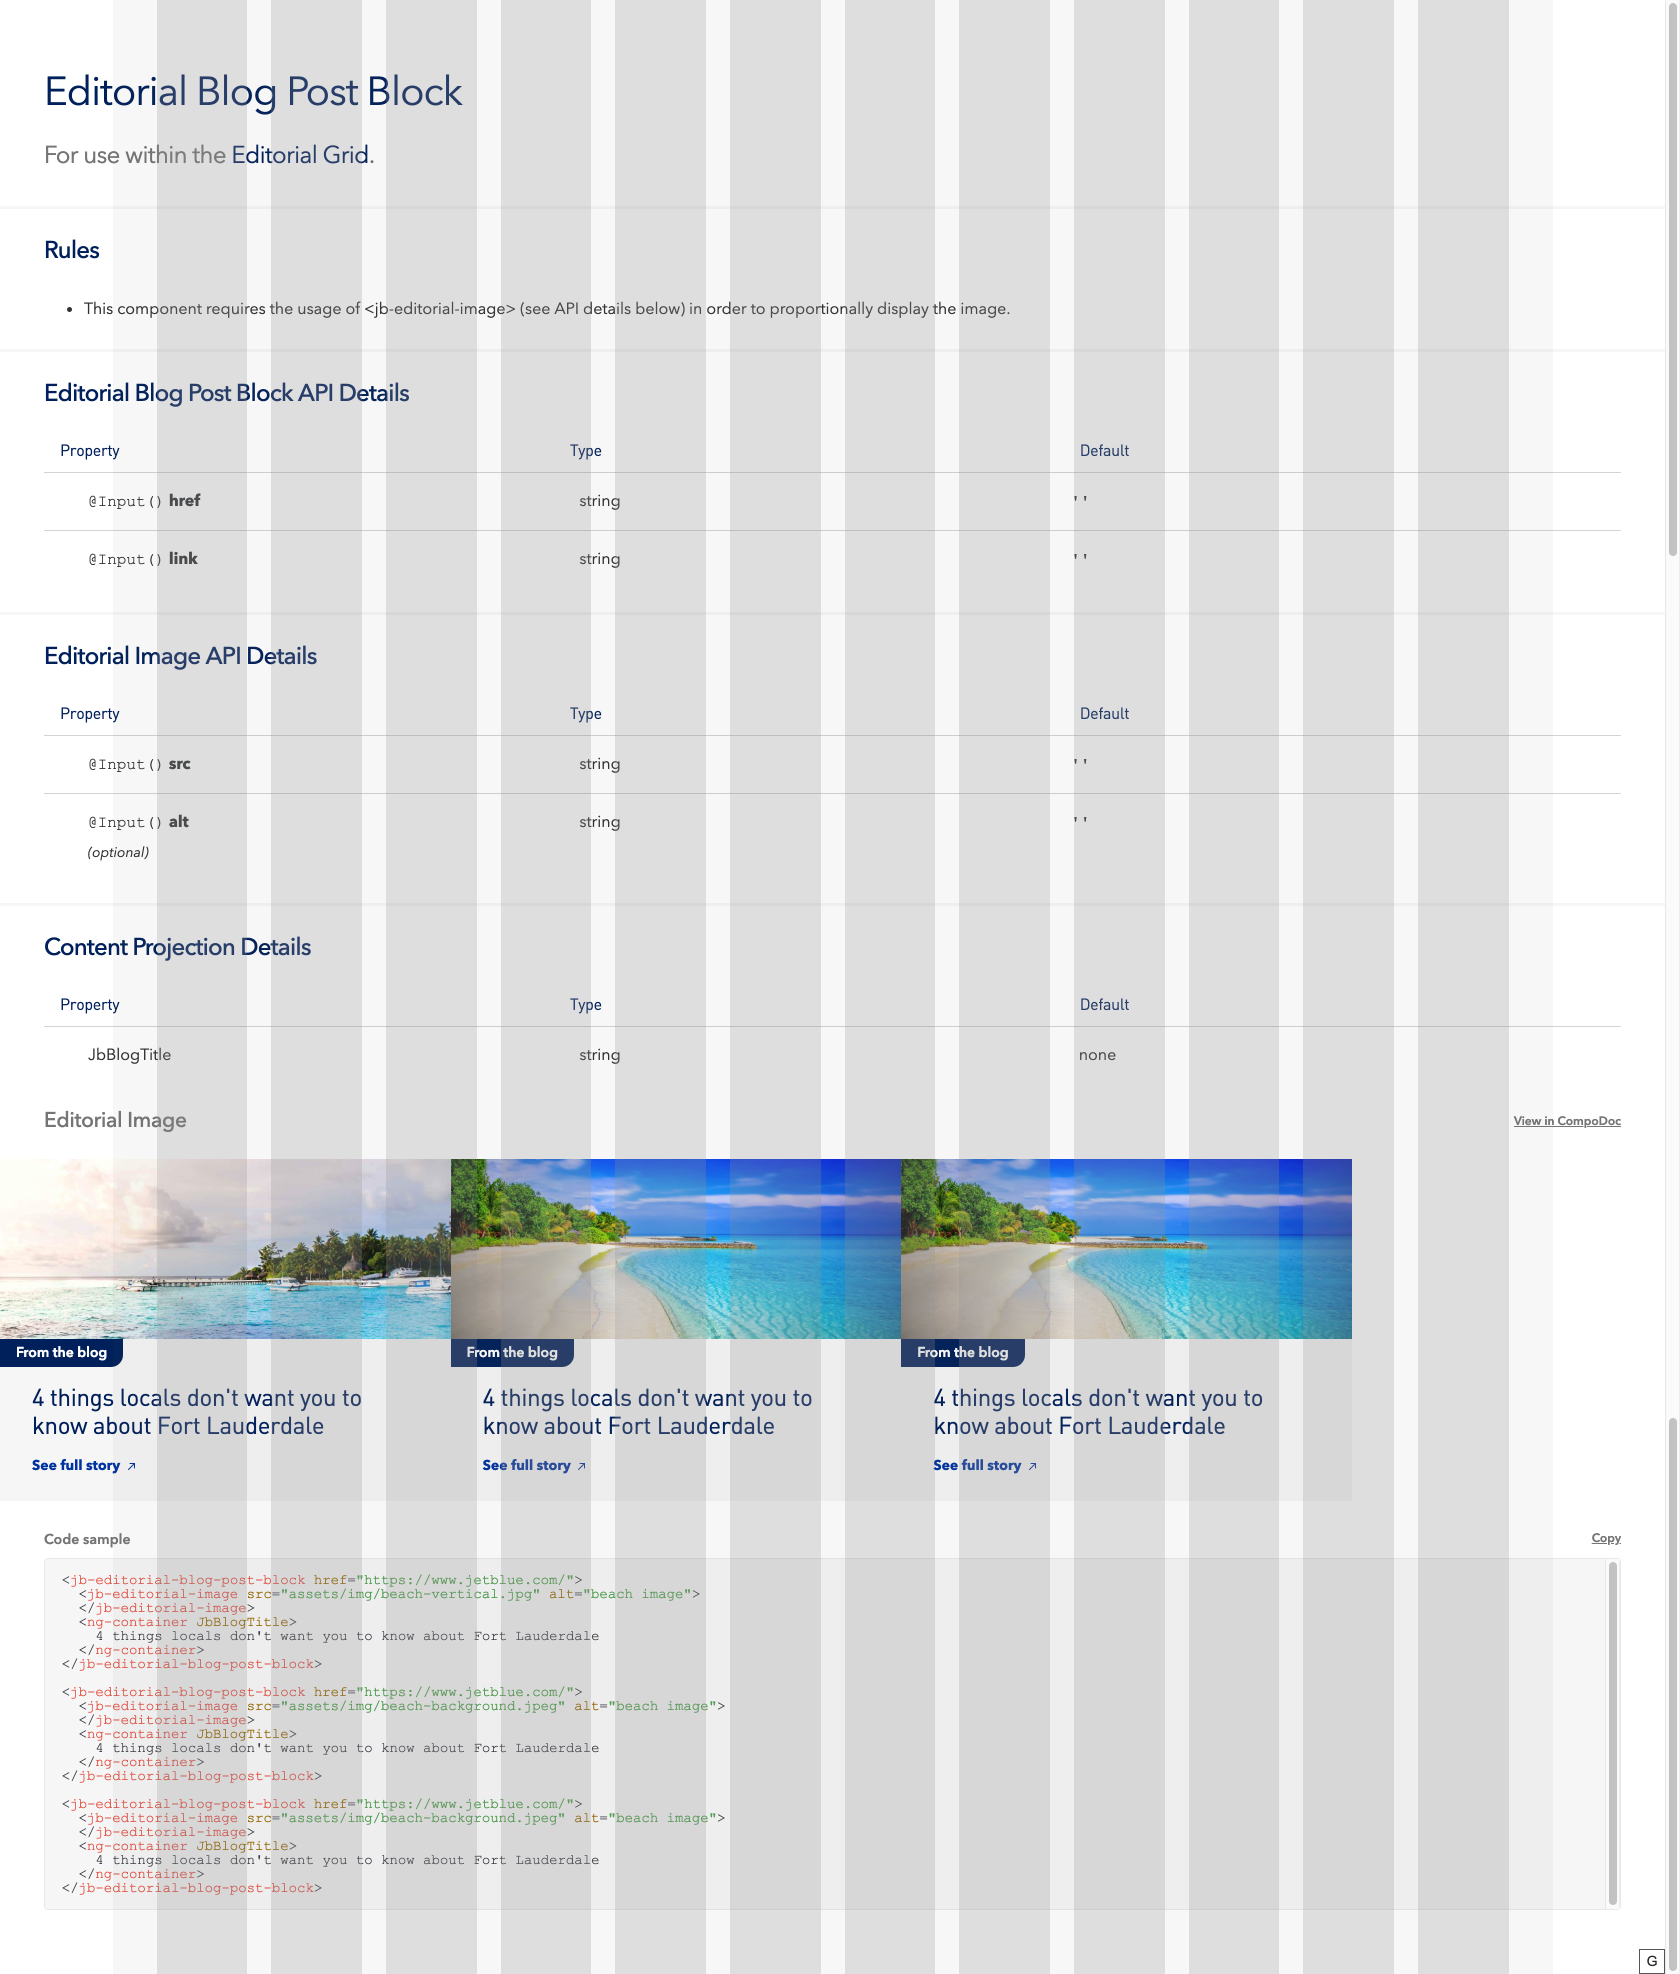 Editorial Blog Post Block
For use within the Editorial Grid.
Rules
• This component requires the usage of <jb-editorial-image> (see API details below) in order to proportionally display the image.
Editorial Blog Post Block API Details
Property Type Default
@Input() href string ' '
@Input() link string ' '
Editorial Image API Details
Property Type Default
@Input() src string ' '
@Input() alt string ' '
(optional)
Content Projection Details
Property Type Default
JbBlogTitle string none
Editorial Image View in CompoDoc
From the blog
4 things locals don't want you to
know about Fort Lauderdale
See full story ↗
From the blog
4 things locals don't want you to
know about Fort Lauderdale
See full story ↗
From the blog
4 things locals don't want you to
know about Fort Lauderdale
See full story ↗
Code sample Copy
<jb-editorial-blog-post-block href="https://www.jetblue.com/">
  <jb-editorial-image src="assets/img/beach-vertical.jpg" alt="beach image">
  </jb-editorial-image>
  <ng-container JbBlogTitle>
    4 things locals don't want you to know about Fort Lauderdale
  </ng-container>
</jb-editorial-blog-post-block>
<jb-editorial-blog-post-block href="https://www.jetblue.com/">
  <jb-editorial-image src="assets/img/beach-background.jpeg" alt="beach image">
  </jb-editorial-image>
  <ng-container JbBlogTitle>
    4 things locals don't want you to know about Fort Lauderdale
  </ng-container>
</jb-editorial-blog-post-block>
<jb-editorial-blog-post-block href="https://www.jetblue.com/">
  <jb-editorial-image src="assets/img/beach-background.jpeg" alt="beach image">
  </jb-editorial-image>
  <ng-container JbBlogTitle>
    4 things locals don't want you to know about Fort Lauderdale
  </ng-container>
</jb-editorial-blog-post-block>
G